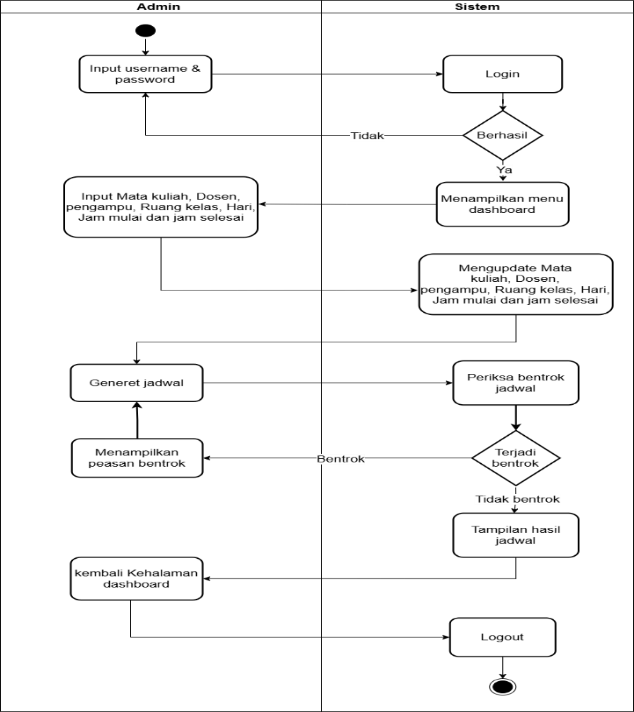 Admin
Sistem
Input username &
password
Login
Berhasil
Tidak
Ya
Menampilkan menu
dashboard
Input Mata kuliah, Dosen,
pengampu, Ruang kelas, Hari,
Jam mulai dan jam selesai
Mengupdate Mata
kuliah, Dosen,
pengampu, Ruang kelas, Hari,
Jam mulai dan jam selesai
Generet jadwal
Periksa bentrok
jadwal
Menampilkan
peasan bentrok
Bentrok
Terjadi
bentrok
Tidak bentrok
Tampilan hasil
jadwal
kembali Kehalaman
dashboard
Logout